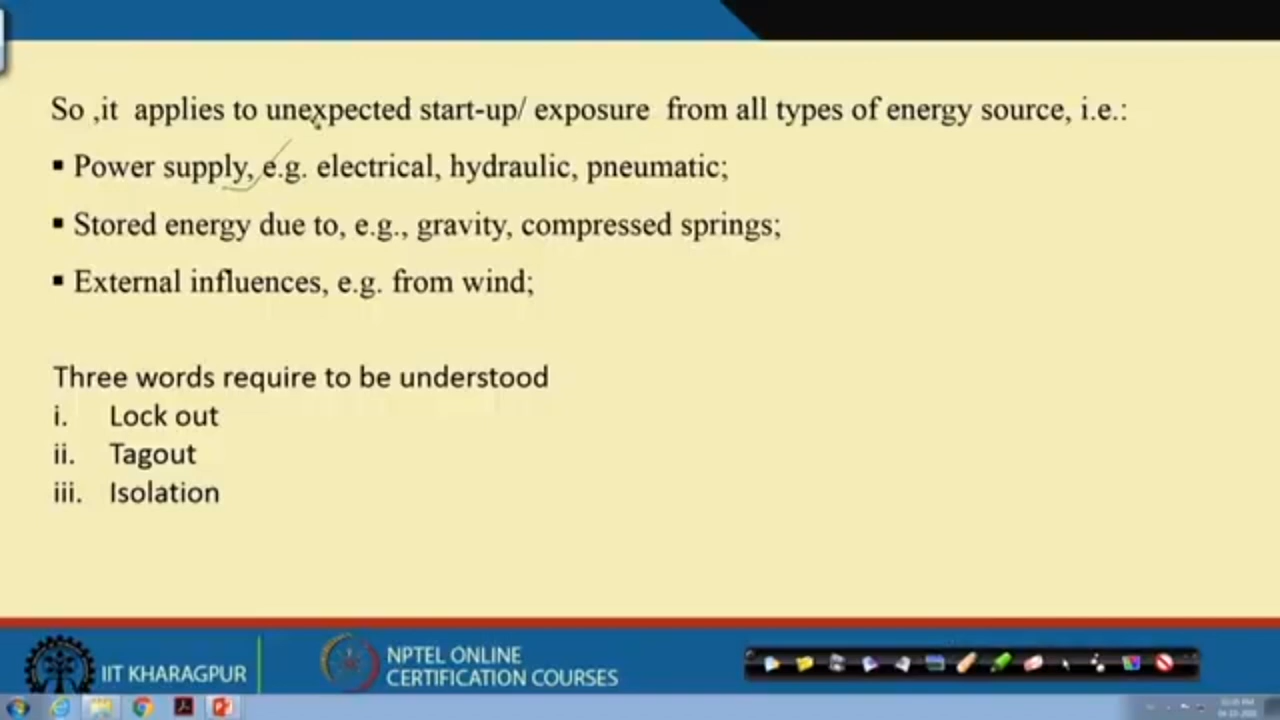 So ,it applies to unexpected start-up/ exposure from all types of energy source, i.e.:
▪ Power supply, e.g. electrical, hydraulic, pneumatic;
▪ Stored energy due to, e.g., gravity, compressed springs;
▪ External influences, e.g. from wind;
Three words require to be understood
i. Lock out
ii. Tagout
iii. Isolation
IIT KHARAGPUR
NPTEL ONLINE
CERTIFICATION COURSES